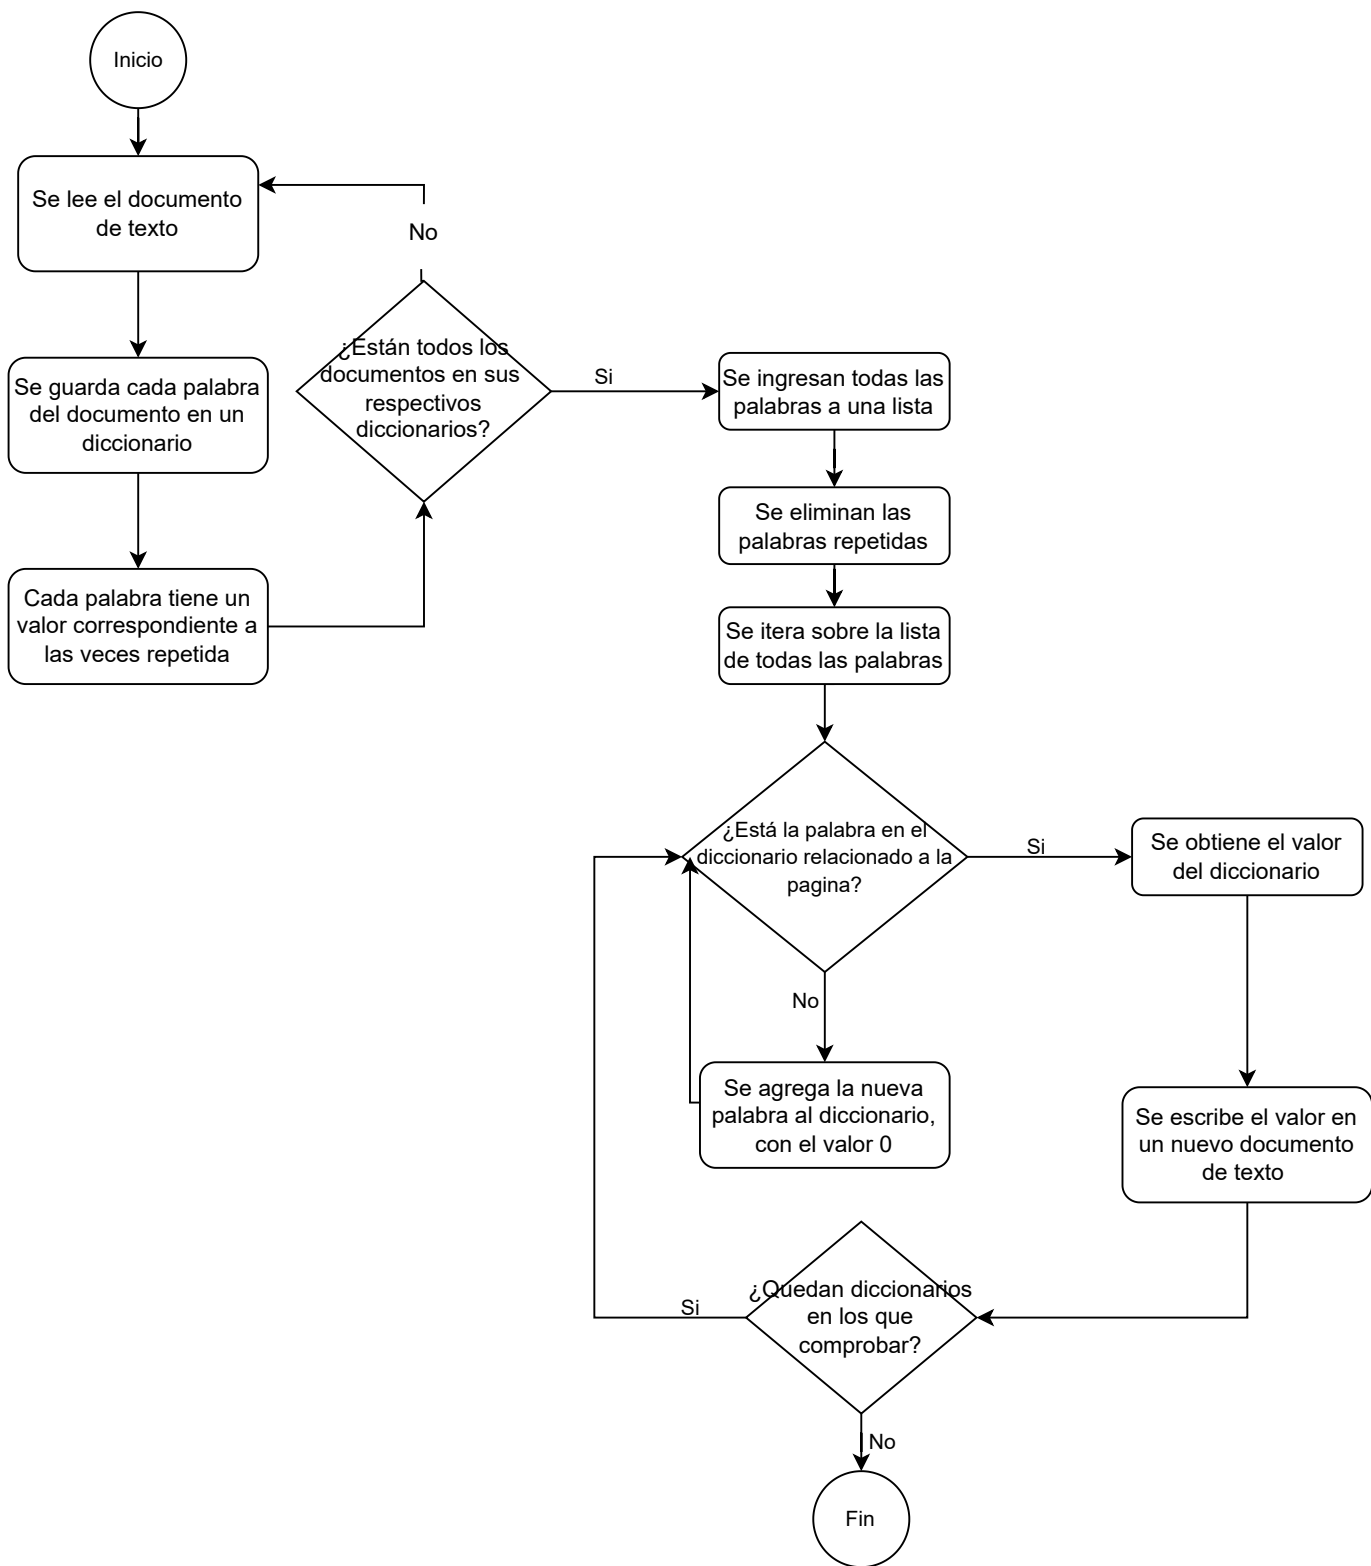 Inicio
Se lee el documento
de texto
No
Se guarda cada palabra
del documento en un
diccionario
¿Están todos los
documentos en sus
respectivos
diccionarios?
Si
Se ingresan todas las
palabras a una lista
Se eliminan las
palabras repetidas
Cada palabra tiene un
valor correspondiente a
las veces repetida
Se itera sobre la lista
de todas las palabras
¿Está la palabra en el
diccionario relacionado a la
pagina?
Si
Se obtiene el valor
del diccionario
No
Se agrega la nueva
palabra al diccionario,
con el valor 0
Se escribe el valor en
un nuevo documento
de texto
¿Quedan diccionarios
en los que
comprobar?
Si
No
Fin